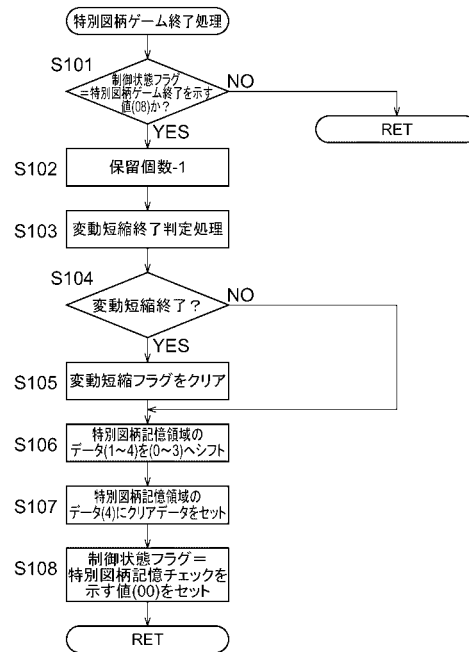 特別図柄ゲーム終了処理
S101
制御状態フラグ
=特別図柄ゲーム終了を示す
値(08)か?
NO
RET
YES
S102
保留個数-1
S103
変動短縮終了判定処理
S104
変動短縮終了?
NO
YES
S105
変動短縮フラグをクリア
S106
特別図柄記憶領域の
データ(1~4)を(0~3)へシフト
S107
特別図柄記憶領域の
データ(4)にクリアデータをセット
S108
制御状態フラグ=
特別図柄記憶チェックを
示す値(00)をセット
RET